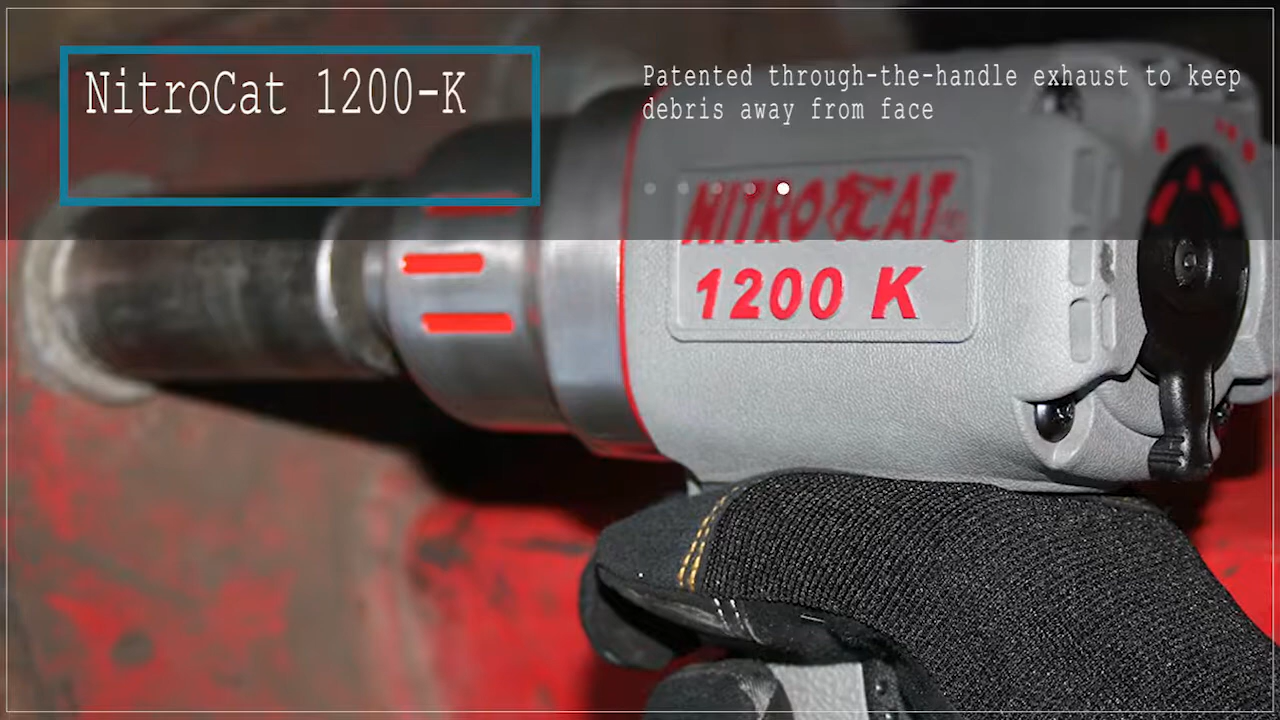 NitroCat 1200-K
Patented through-the-handle exhaust to keep
debris away from face
NITROCAT®
1200 K